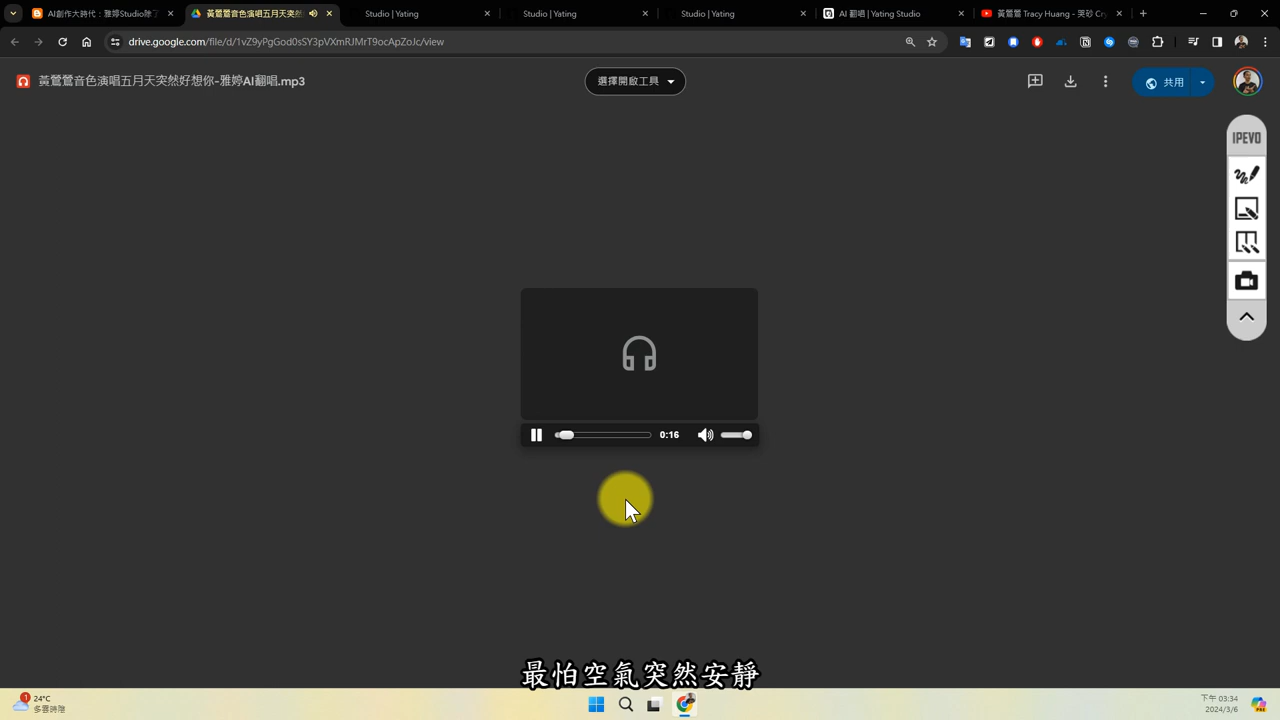 AI創作大時代：雅婷Studio除了
黃鶯鶯音色演唱五月天突然
Studio | Yating
Studio | Yating
Studio | Yating
AI 翻唱 | Yating Studio
黃鶯鶯 Tracy Huang - 哭砂 Cry
drive.google.com/file/d/1vZ9yPgGod0sSY3pVXmRJMrT9ocApZoJc/view
黃鶯鶯音色演唱五月天突然好想你-雅婷AI翻唱.mp3
選擇開啟工具
共用
IPEVO
0:16
最怕空氣突然安靜
1
24°C
多雲時陰
下午 03:34
2024/3/6